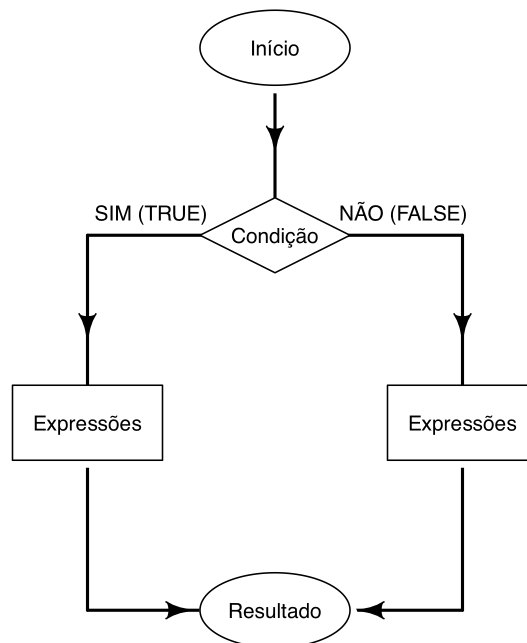 Início
SIM (TRUE)
NÃO (FALSE)
Condição
Expressões
Expressões
Resultado